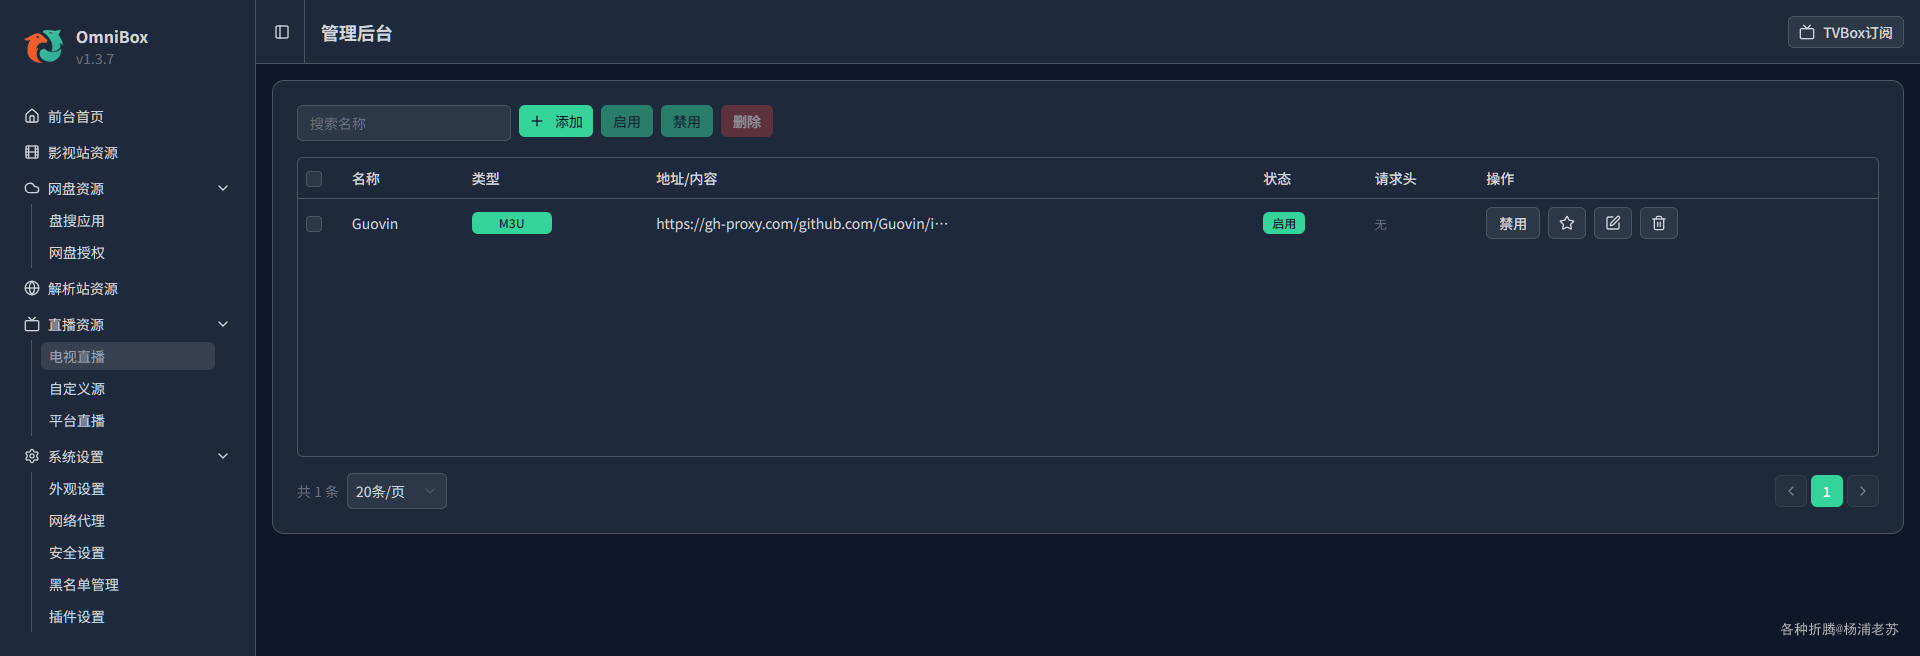 OmniBox
v1.3.7
管理后台
TVBox订阅
前台首页
影视站资源
网盘资源
盘搜应用
网盘授权
解析站资源
直播资源
电视直播
自定义源
平台直播
系统设置
外观设置
网络代理
安全设置
黑名单管理
插件设置
搜索名称
添加
启用
禁用
删除
名称 类型 地址/内容 状态 请求头 操作
Guovin M3U https://gh-proxy.com/github.com/Guovin/i⋯ 启用 无 禁用
共 1 条 20条/页 1
各种折腾@杨浦老苏